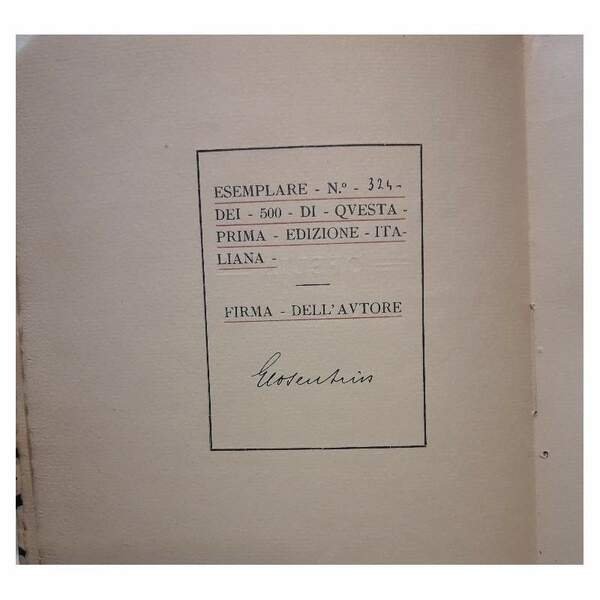 ESEMPLARE - N.º - 324 -
DEI - 500 - DI - QVESTA -
PRIMA - EDIZIONE - ITA-
LIANA -
FIRMA - DELL'AVTORE